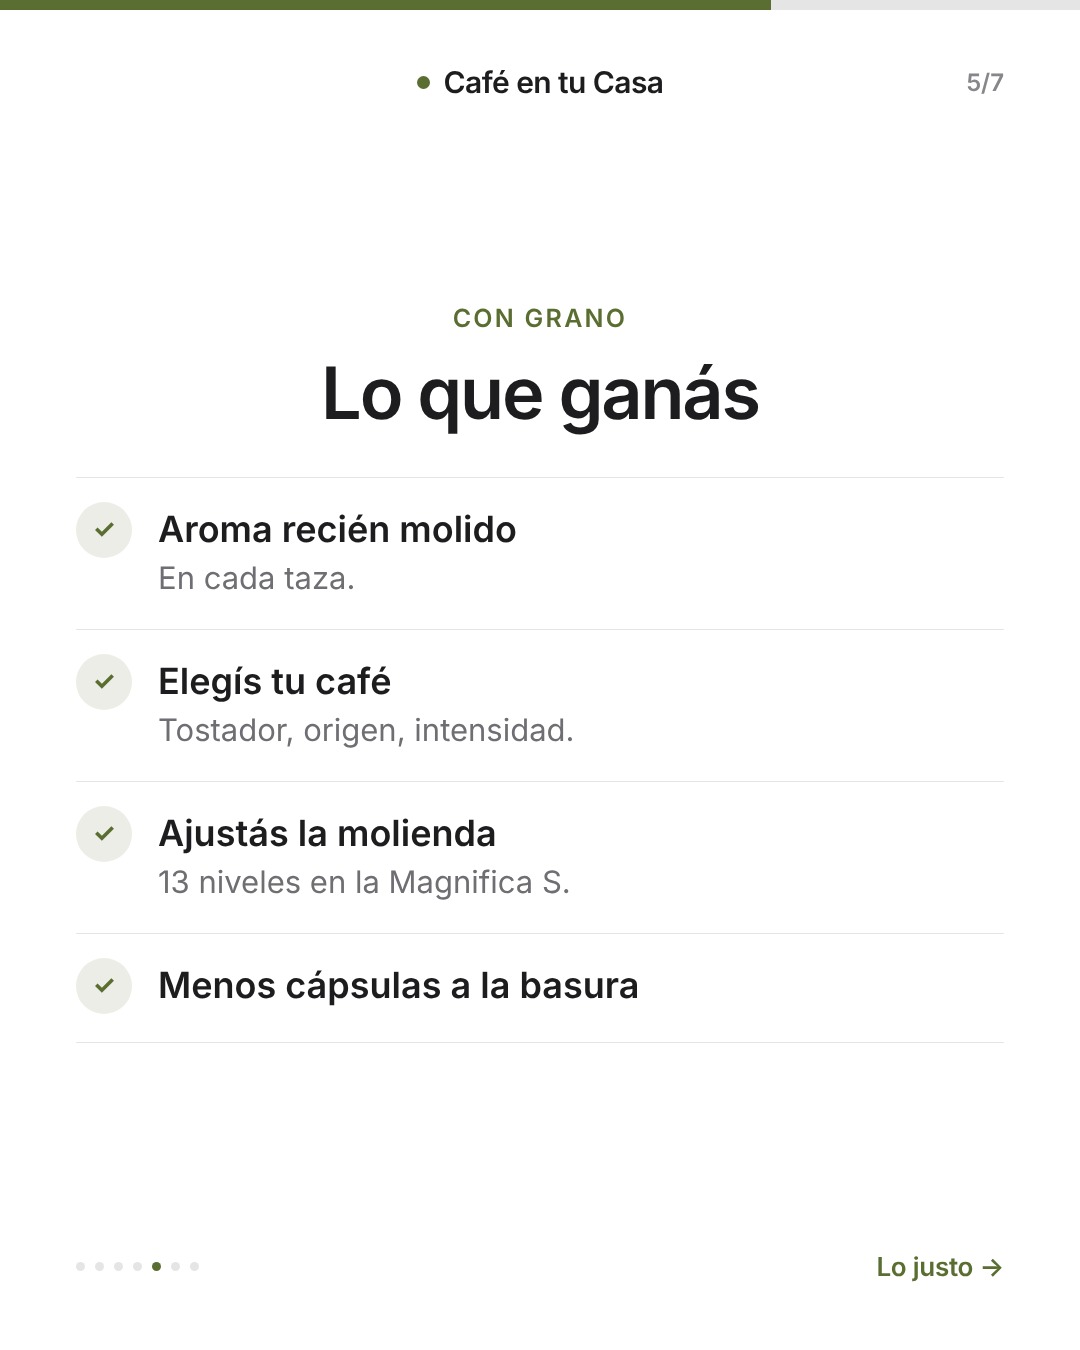 Café en tu Casa
5/7
CON GRANO
Lo que ganás
Aroma recién molido
En cada taza.
Elegís tu café
Tostador, origen, intensidad.
Ajustás la molienda
13 niveles en la Magnifica S.
Menos cápsulas a la basura
Lo justo →